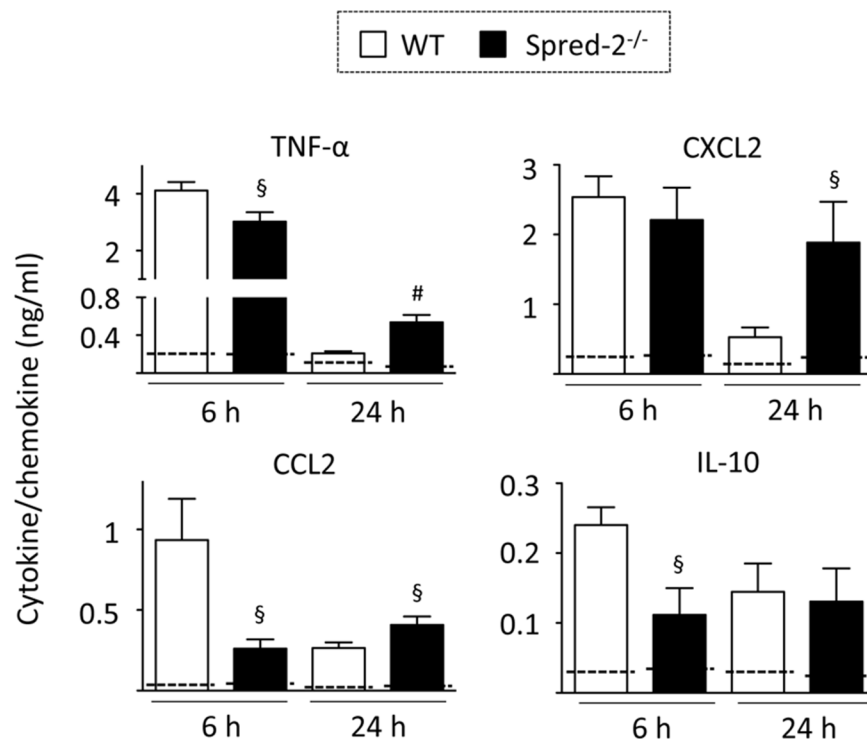 WT Spred-2-/-
TNF-α
CXCL2
Cytokine/chemokine (ng/ml)
4
2
0.8
0.4
§
#
6 h 24 h
3
2
1
§
6 h 24 h
CCL2
IL-10
1
0.5
§
§
6 h 24 h
0.3
0.2
0.1
§
6 h 24 h